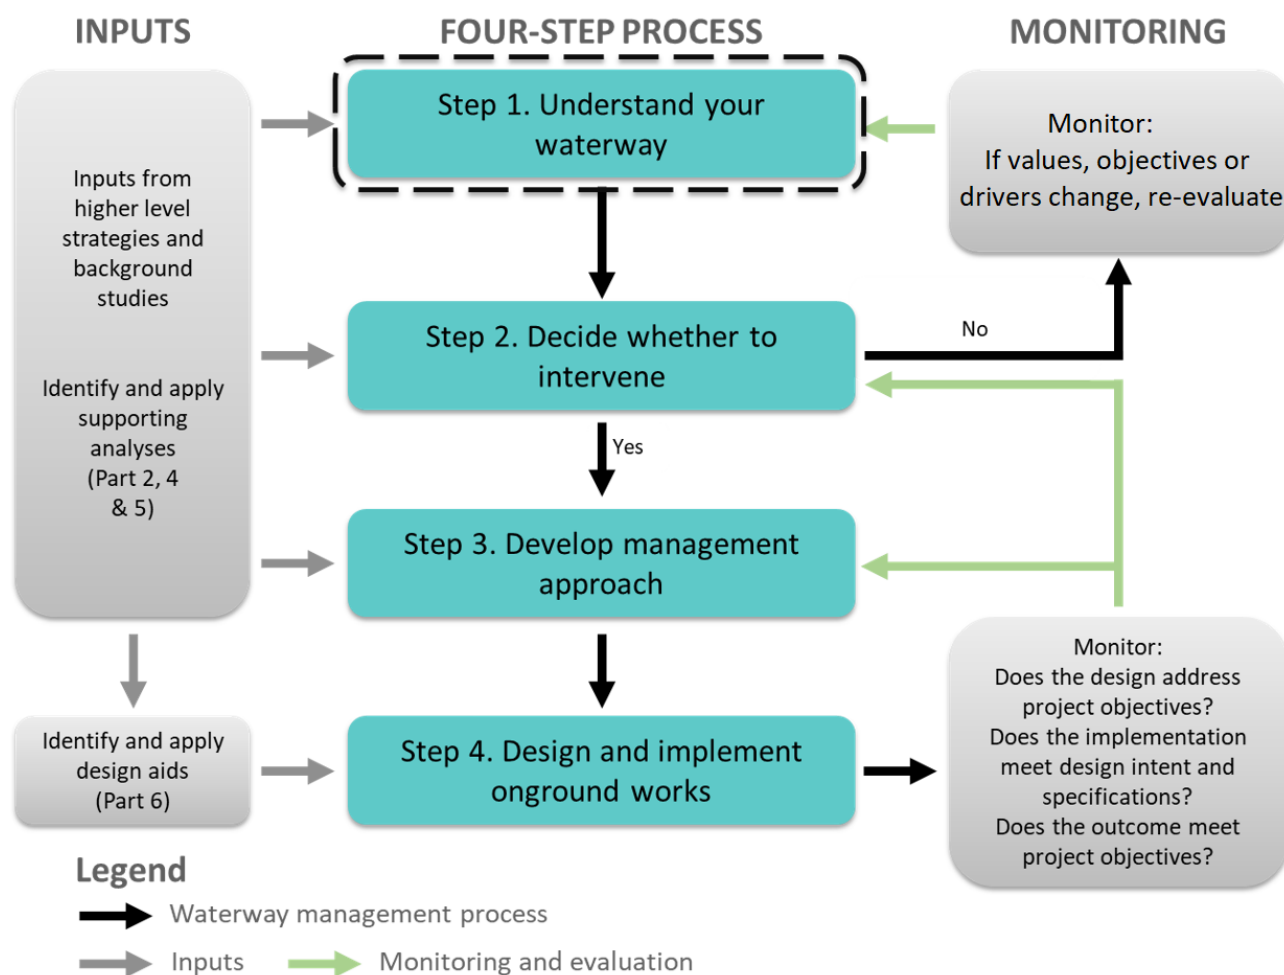 INPUTS
FOUR-STEP PROCESS
MONITORING
Inputs from
higher level
strategies and
background
studies
Identify and apply
supporting
analyses
(Part 2, 4
& 5)
Identify and apply
design aids
(Part 6)
Step 1. Understand your
waterway
Step 2. Decide whether to
intervene
No
Yes
Step 3. Develop management
approach
Step 4. Design and implement
onground works
Monitor:
If values, objectives or
drivers change, re-evaluate
Monitor:
Does the design address
project objectives?
Does the implementation
meet design intent and
specifications?
Does the outcome meet
project objectives?
Legend
Waterway management process
Inputs
Monitoring and evaluation